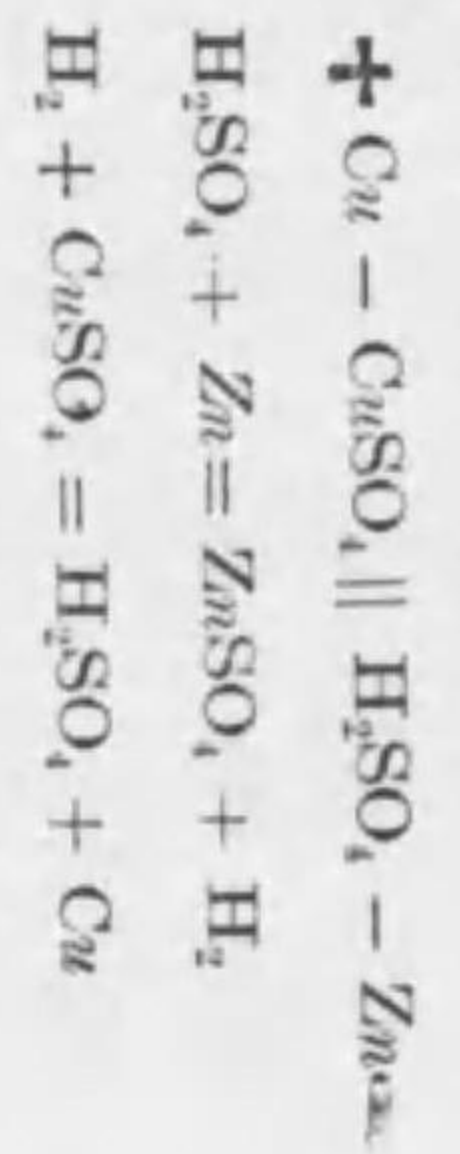 ✚ Cu − CuSO₄ || H₂SO₄ − Zn
H₂SO₄ + Zn = ZnSO₄ + H₂
H₂ + CuSO₄ = H₂SO₄ + Cu